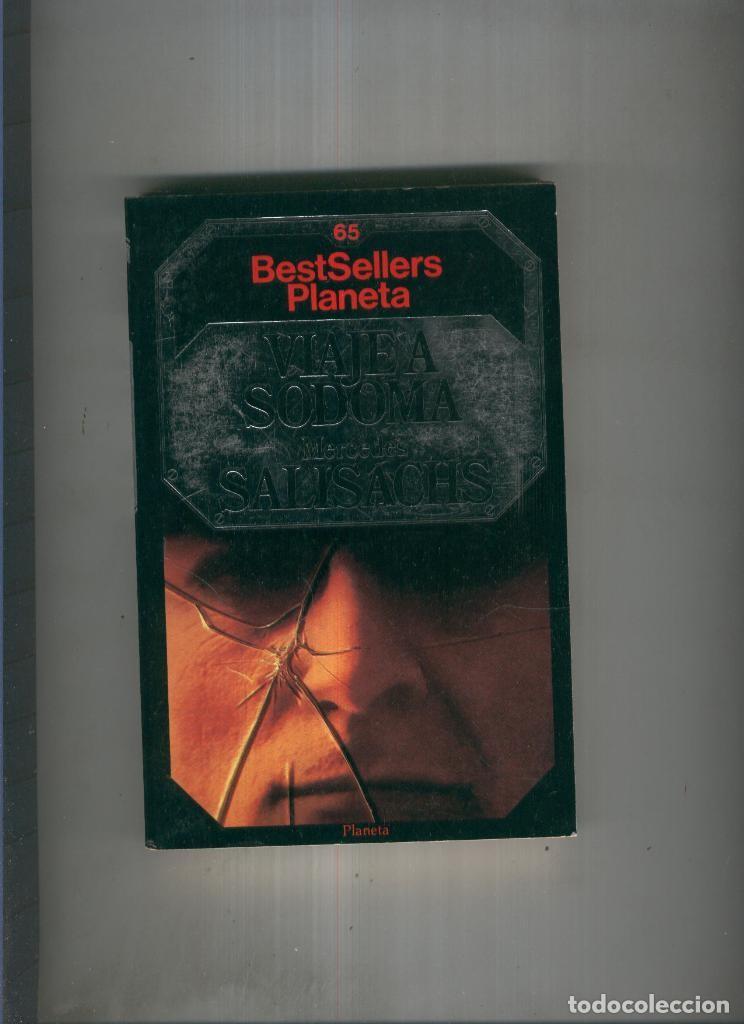 65
BestSellers
Planeta
VIAJE A
SODOMA
Mercedes
SALISACHS
Planeta
todocoleccion